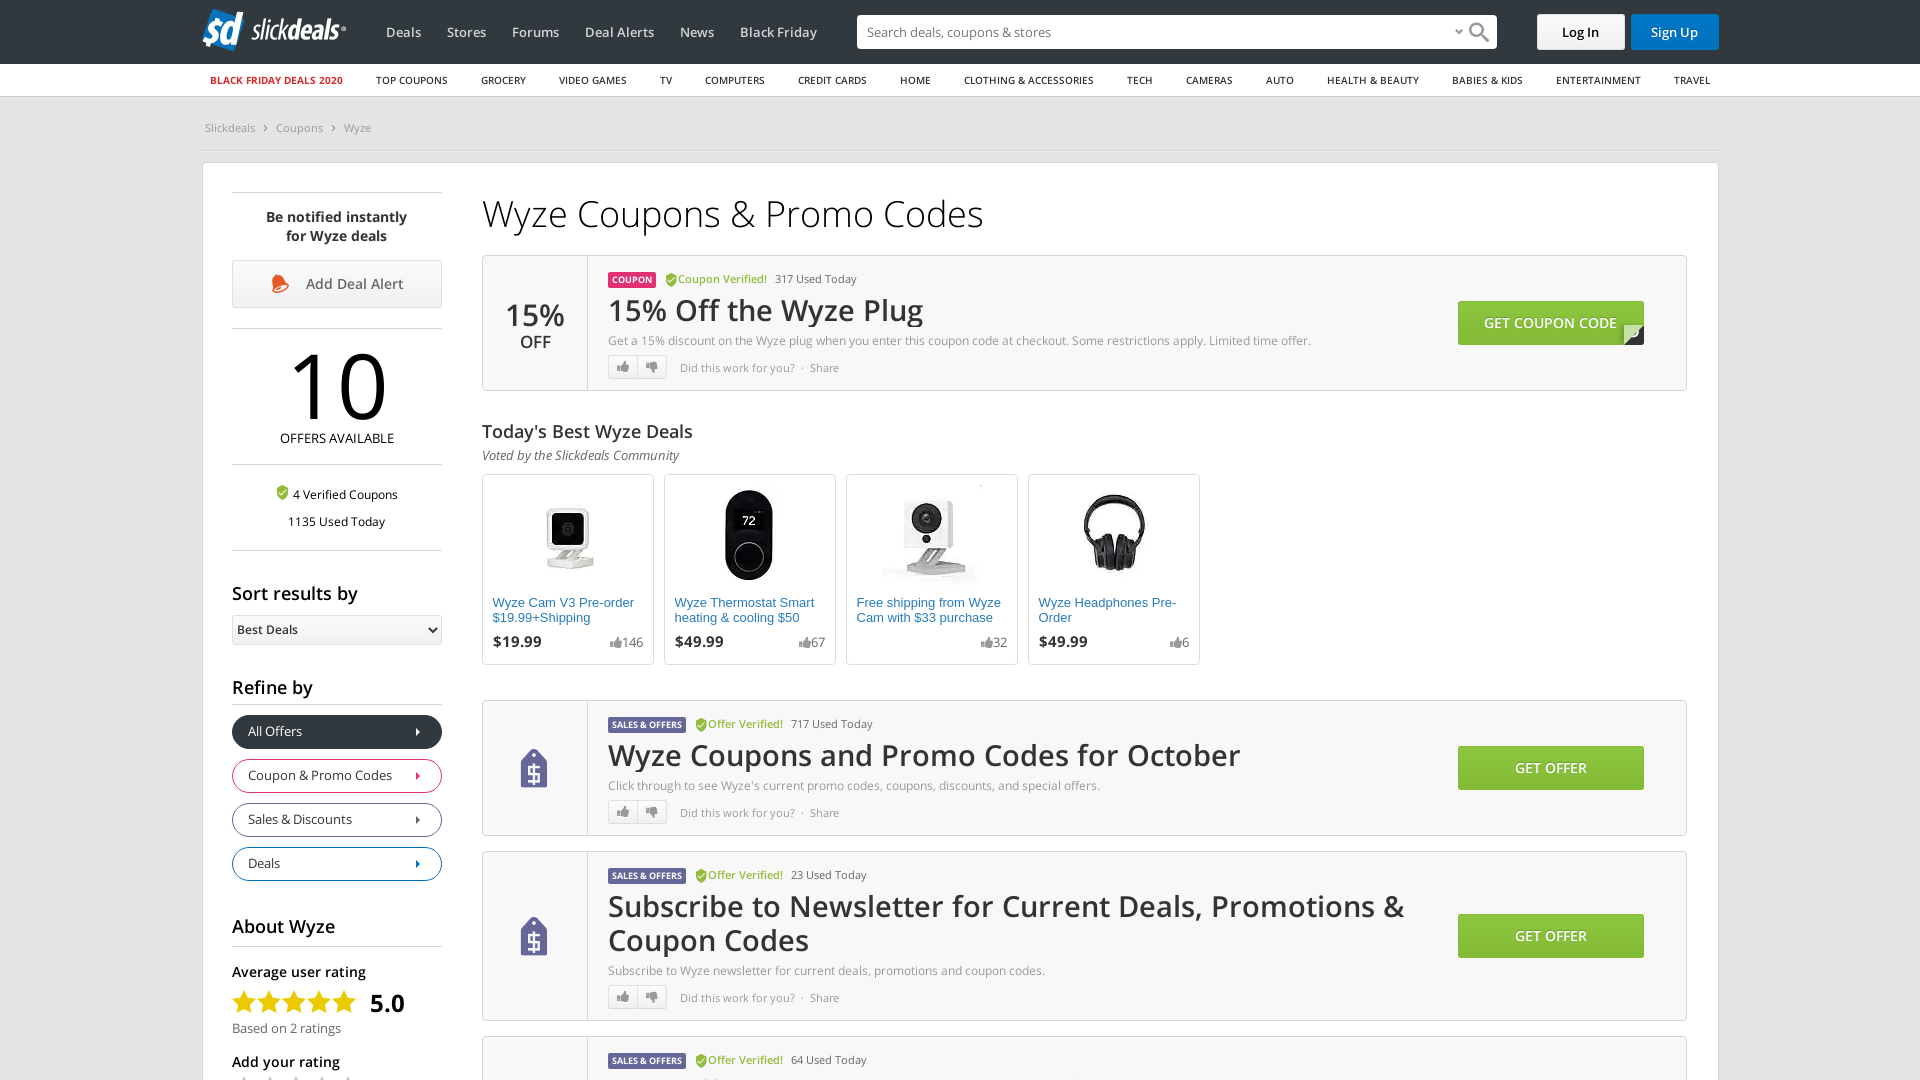 sd slickdeals
Deals Stores Forums Deal Alerts News Black Friday
Search deals, coupons & stores
Log In
Sign Up
BLACK FRIDAY DEALS 2020 TOP COUPONS GROCERY VIDEO GAMES TV COMPUTERS CREDIT CARDS HOME CLOTHING & ACCESSORIES TECH CAMERAS AUTO HEALTH & BEAUTY BABIES & KIDS ENTERTAINMENT TRAVEL
Slickdeals > Coupons > Wyze
Be notified instantly
for Wyze deals
Add Deal Alert
10
OFFERS AVAILABLE
4 Verified Coupons
1135 Used Today
Sort results by
Best Deals
Refine by
All Offers
Coupon & Promo Codes
Sales & Discounts
Deals
About Wyze
Average user rating
5.0
Based on 2 ratings
Add your rating
Wyze Coupons & Promo Codes
15%
OFF
COUPON Coupon Verified! 317 Used Today
15% Off the Wyze Plug
Get a 15% discount on the Wyze plug when you enter this coupon code at checkout. Some restrictions apply. Limited time offer.
Did this work for you? · Share
GET COUPON CODE
Today's Best Wyze Deals
Voted by the Slickdeals Community
72
Wyze Cam V3 Pre-order
$19.99+Shipping
$19.99 146
Wyze Thermostat Smart
heating & cooling $50
$49.99 67
Free shipping from Wyze
Cam with $33 purchase
32
Wyze Headphones Pre-
Order
$49.99 6
SALES & OFFERS Offer Verified! 717 Used Today
Wyze Coupons and Promo Codes for October
Click through to see Wyze's current promo codes, coupons, discounts, and special offers.
Did this work for you? · Share
GET OFFER
SALES & OFFERS Offer Verified! 23 Used Today
Subscribe to Newsletter for Current Deals, Promotions &
Coupon Codes
Subscribe to Wyze newsletter for current deals, promotions and coupon codes.
Did this work for you? · Share
GET OFFER
SALES & OFFERS Offer Verified! 64 Used Today